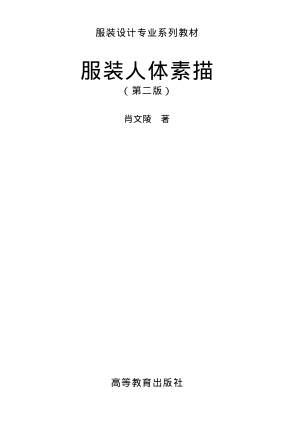 服装设计专业系列教材
服装人体素描
（第二版）
肖文陵　著
高等教育出版社